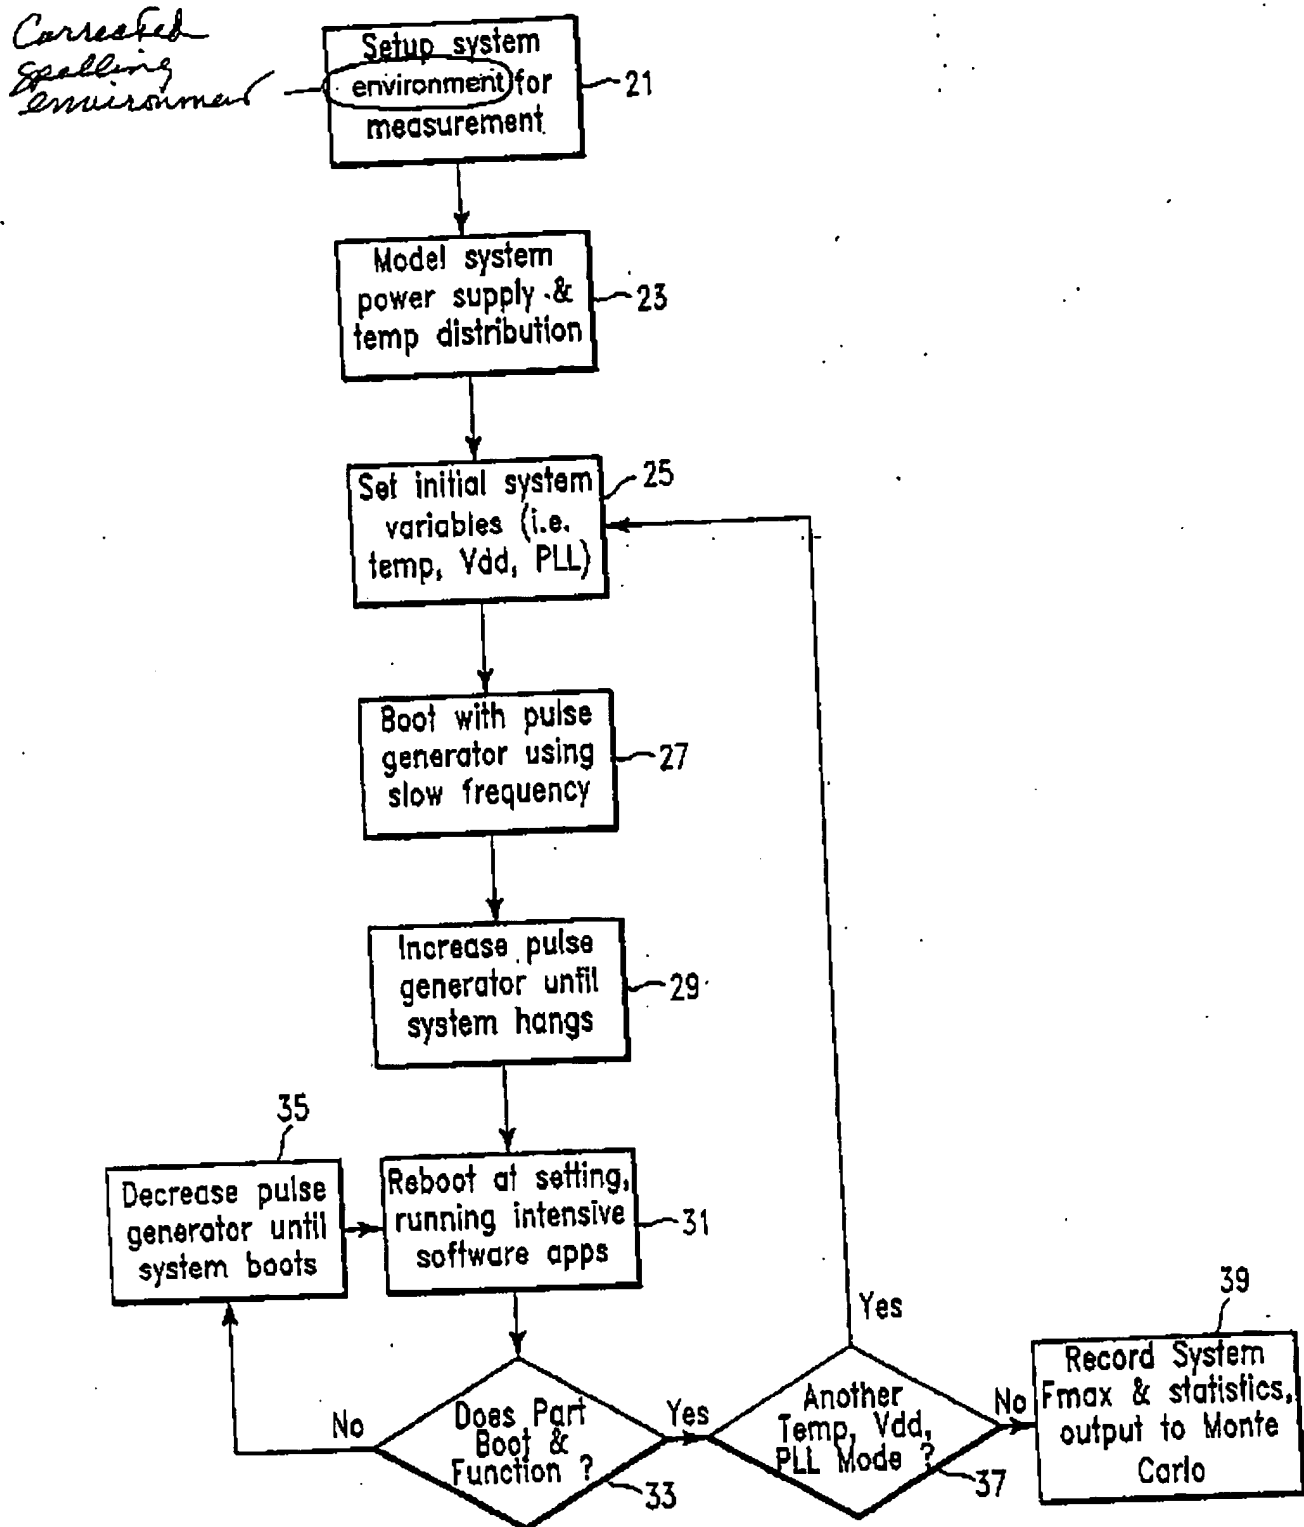 Corrected
spelling
environment
Setup system
environment for
measurement
21
Model system
power supply &
temp distribution
23
Set initial system
variables (i.e.
temp, Vdd, PLL)
25
Boot with pulse
generator using
slow frequency
27
Increase pulse
generator until
system hangs
29
35
Decrease pulse
generator until
system boots
Reboot at setting,
running intensive
software apps
31
No
Does Part
Boot &
Function ?
33
Yes
Another
Temp, Vdd,
PLL Mode ?
37
Yes
No
39
Record System
Fmax & statistics,
output to Monte
Carlo